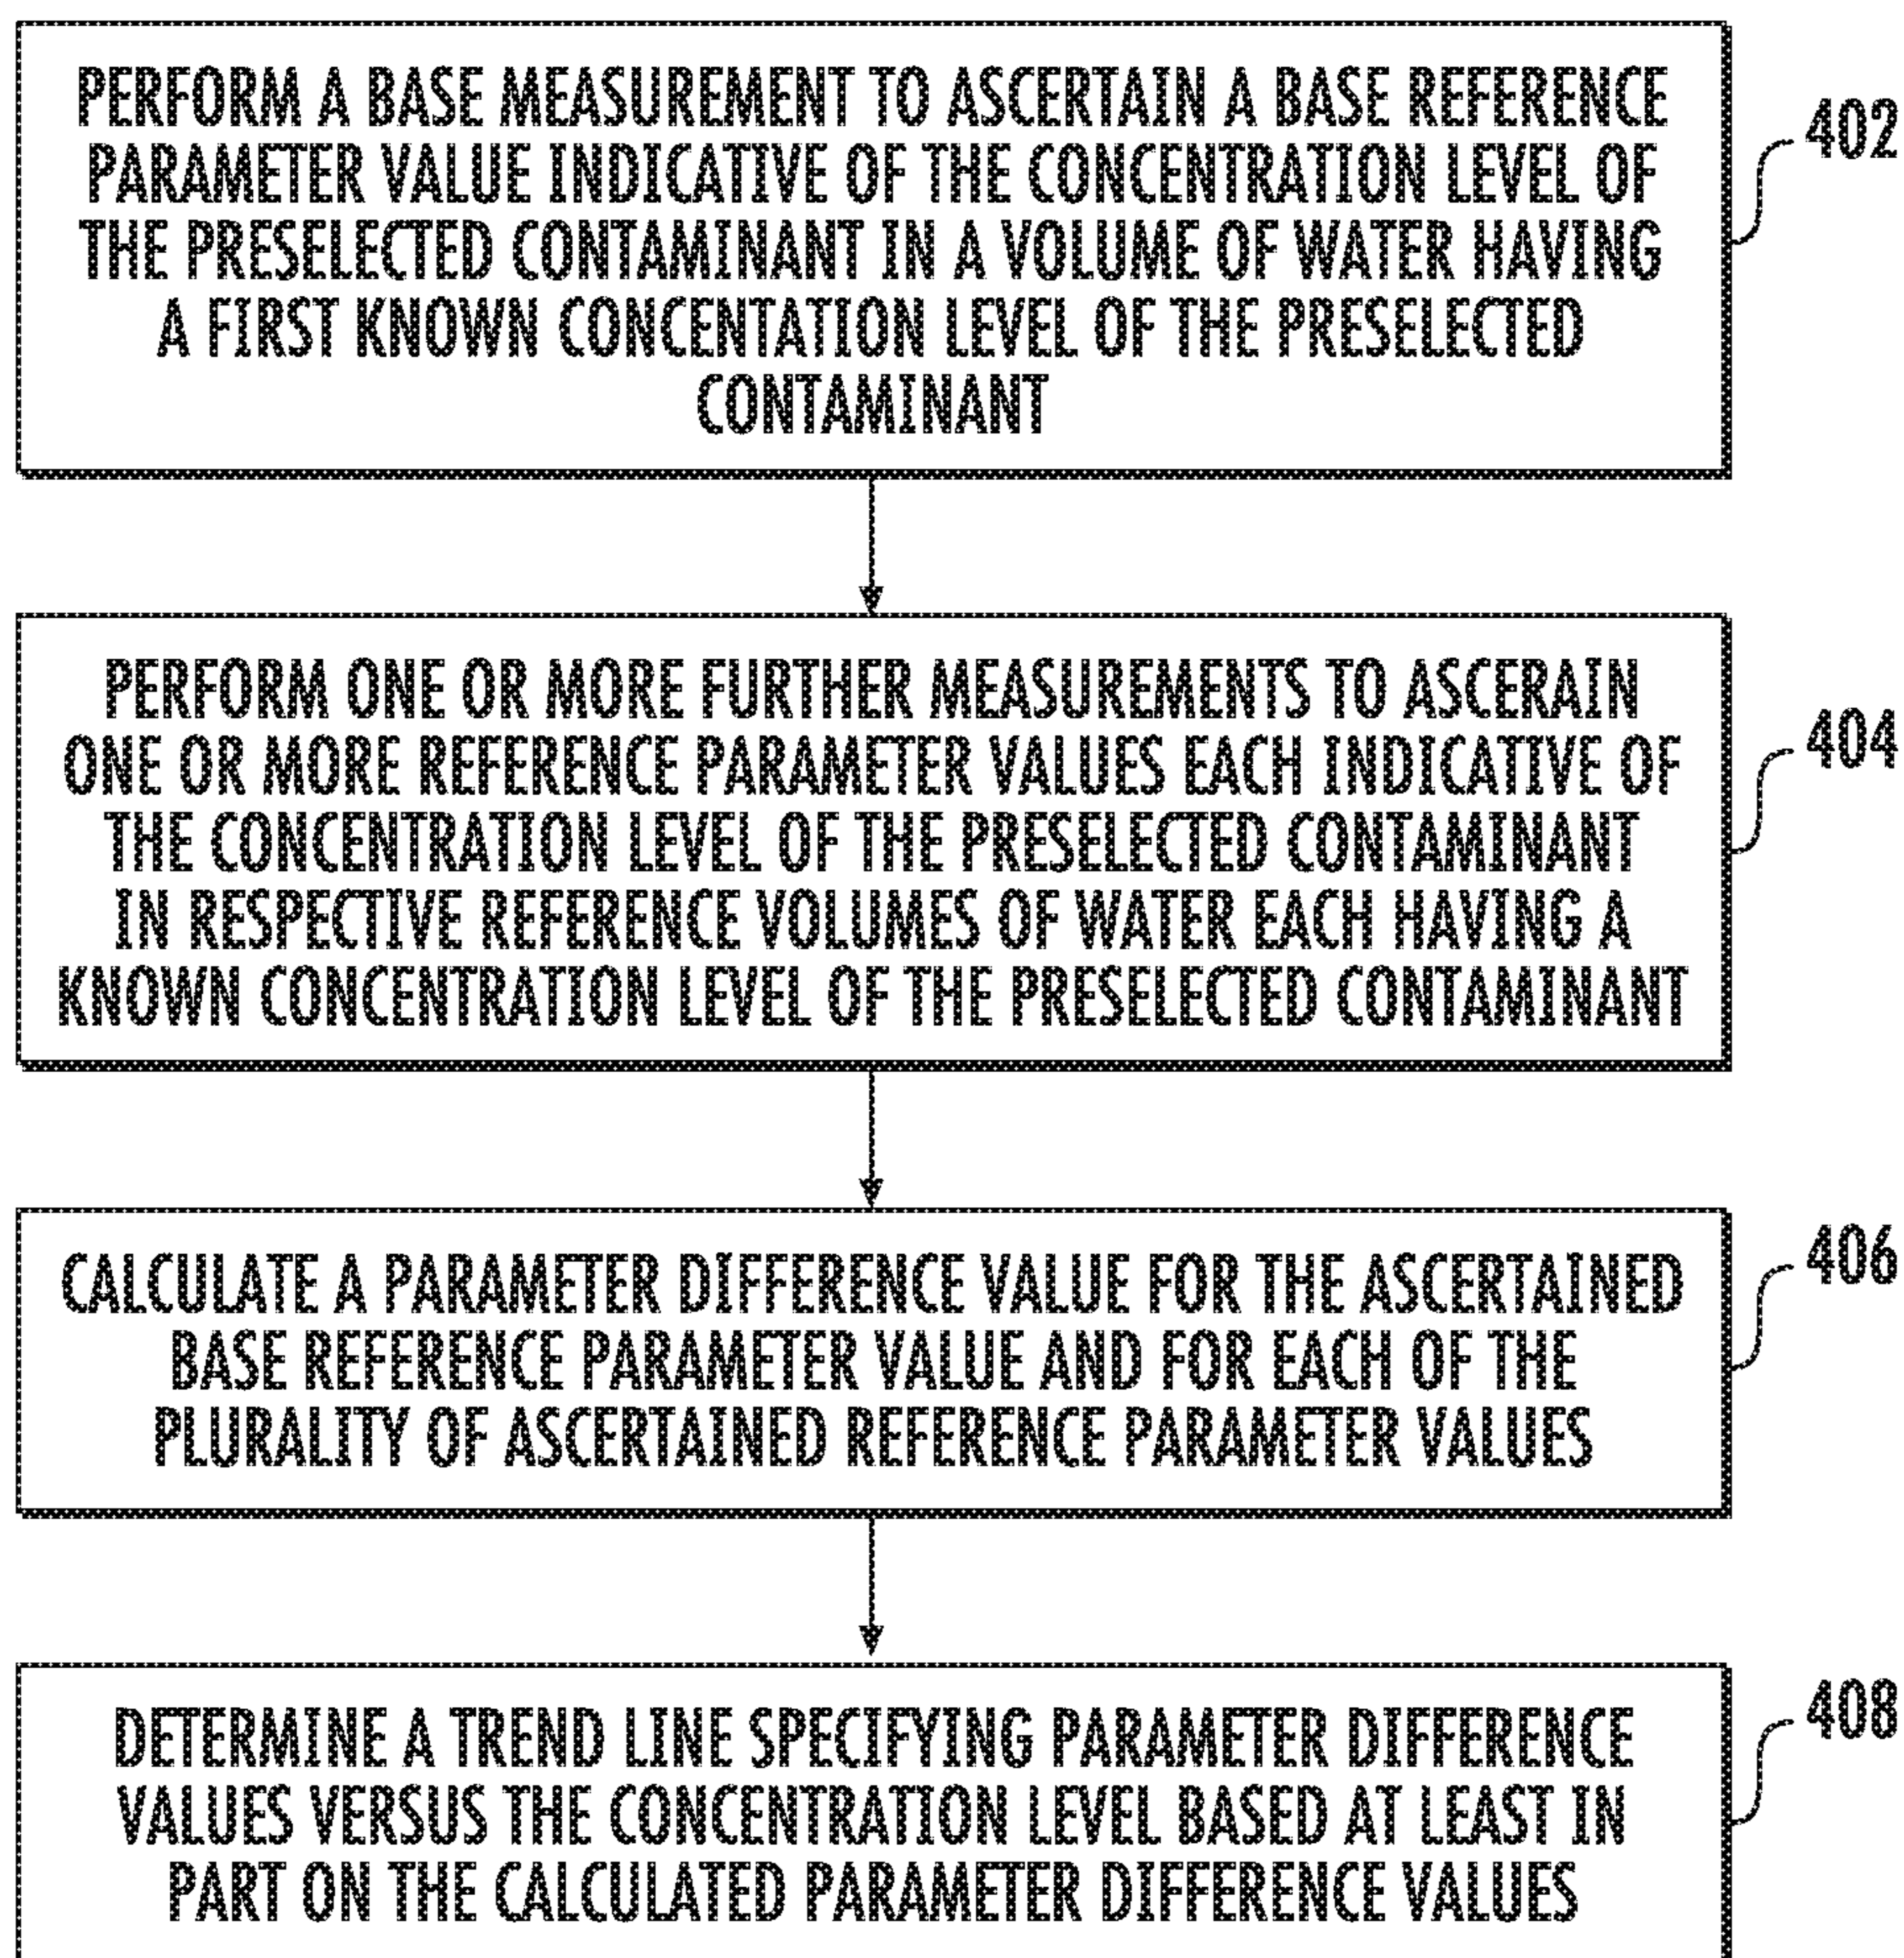 PERFORM A BASE MEASUREMENT TO ASCERTAIN A BASE REFERENCE
PARAMETER VALUE INDICATIVE OF THE CONCENTRATION LEVEL OF
THE PRESELECTED CONTAMINANT IN A VOLUME OF WATER HAVING
A FIRST KNOWN CONCENTATION LEVEL OF THE PRESELECTED
CONTAMINANT
402
PERFORM ONE OR MORE FURTHER MEASUREMENTS TO ASCERAIN
ONE OR MORE REFERENCE PARAMETER VALUES EACH INDICATIVE OF
THE CONCENTRATION LEVEL OF THE PRESELECTED CONTAMINANT
IN RESPECTIVE REFERENCE VOLUMES OF WATER EACH HAVING A
KNOWN CONCENTRATION LEVEL OF THE PRESELECTED CONTAMINANT
404
CALCULATE A PARAMETER DIFFERENCE VALUE FOR THE ASCERTAINED
BASE REFERENCE PARAMETER VALUE AND FOR EACH OF THE
PLURALITY OF ASCERTAINED REFERENCE PARAMETER VALUES
406
DETERMINE A TREND LINE SPECIFYING PARAMETER DIFFERENCE
VALUES VERSUS THE CONCENTRATION LEVEL BASED AT LEAST IN
PART ON THE CALCULATED PARAMETER DIFFERENCE VALUES
408